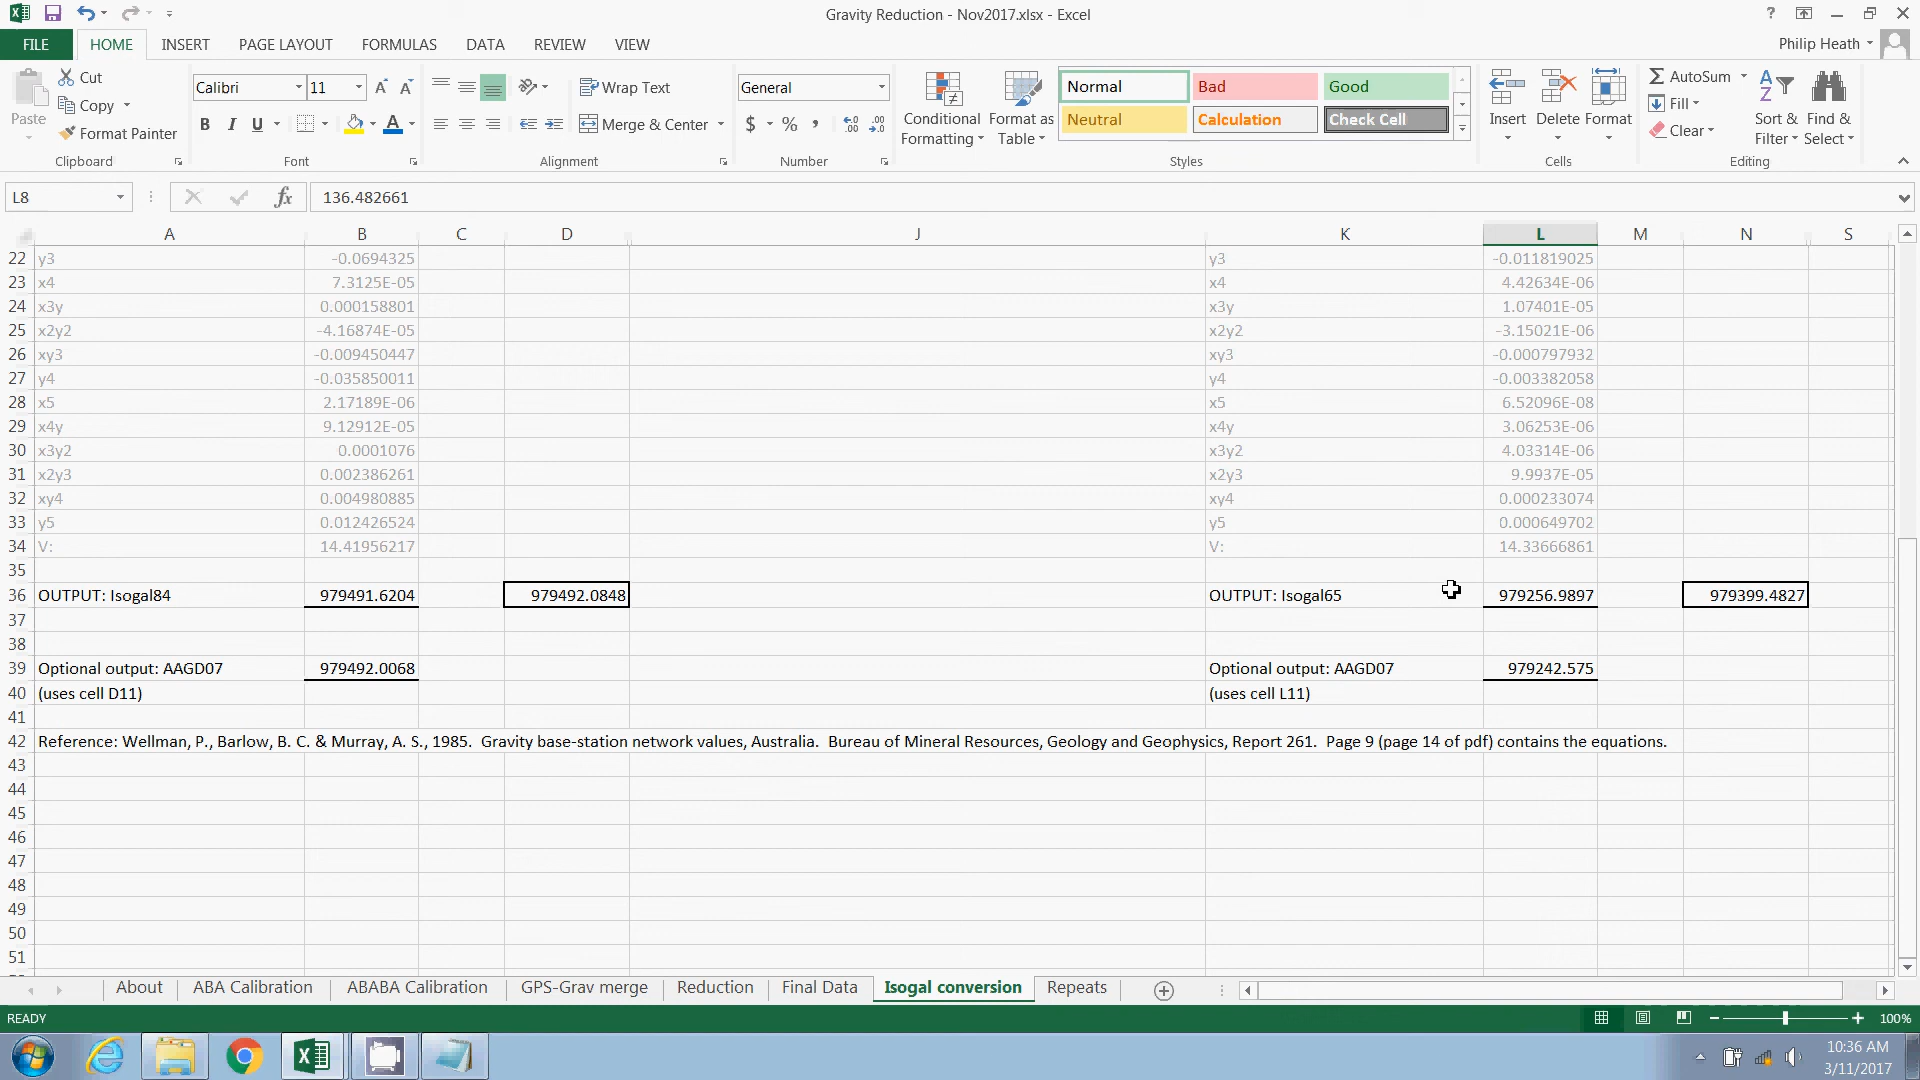 Gravity Reduction - Nov2017.xlsx - Excel
?
FILE HOME INSERT PAGE LAYOUT FORMULAS DATA REVIEW VIEW Philip Heath
Paste Cut Copy Format Painter Clipboard
Calibri 11 A A B I U A Font
Wrap Text Merge & Center Alignment
General $ % , Number
Conditional Formatting Format as Table
Normal Bad Good
Neutral Calculation Check Cell
Styles
Insert Delete Format Cells
AutoSum Fill Clear Sort & Filter Find & Select Editing
L8 fx 136.482661
A B C D J K L M N S
22 y3 -0.0694325 y3 -0.011819025
23 x4 7.3125E-05 x4 4.42634E-06
24 x3y 0.000158801 x3y 1.07401E-05
25 x2y2 -4.16874E-05 x2y2 -3.15021E-06
26 xy3 -0.009450447 xy3 -0.000797932
27 y4 -0.035850011 y4 -0.003382058
28 x5 2.17189E-06 x5 6.52096E-08
29 x4y 9.12912E-05 x4y 3.06253E-06
30 x3y2 0.0001076 x3y2 4.03314E-06
31 x2y3 0.002386261 x2y3 9.9937E-05
32 xy4 0.004980885 xy4 0.000233074
33 y5 0.012426524 y5 0.000649702
34 V: 14.41956217 V: 14.33666861
35
36 OUTPUT: Isogal84 979491.6204 979492.0848 OUTPUT: Isogal65 979256.9897 979399.4827
37
38
39 Optional output: AAGD07 979492.0068 Optional output: AAGD07 979242.575
40 (uses cell D11) (uses cell L11)
41
42 Reference: Wellman, P., Barlow, B. C. & Murray, A. S., 1985. Gravity base-station network values, Australia. Bureau of Mineral Resources, Geology and Geophysics, Report 261. Page 9 (page 14 of pdf) contains the equations.
43
44
45
46
47
48
49
50
51
About ABA Calibration ABABA Calibration GPS-Grav merge Reduction Final Data Isogal conversion Repeats
READY 100%
10:36 AM
3/11/2017